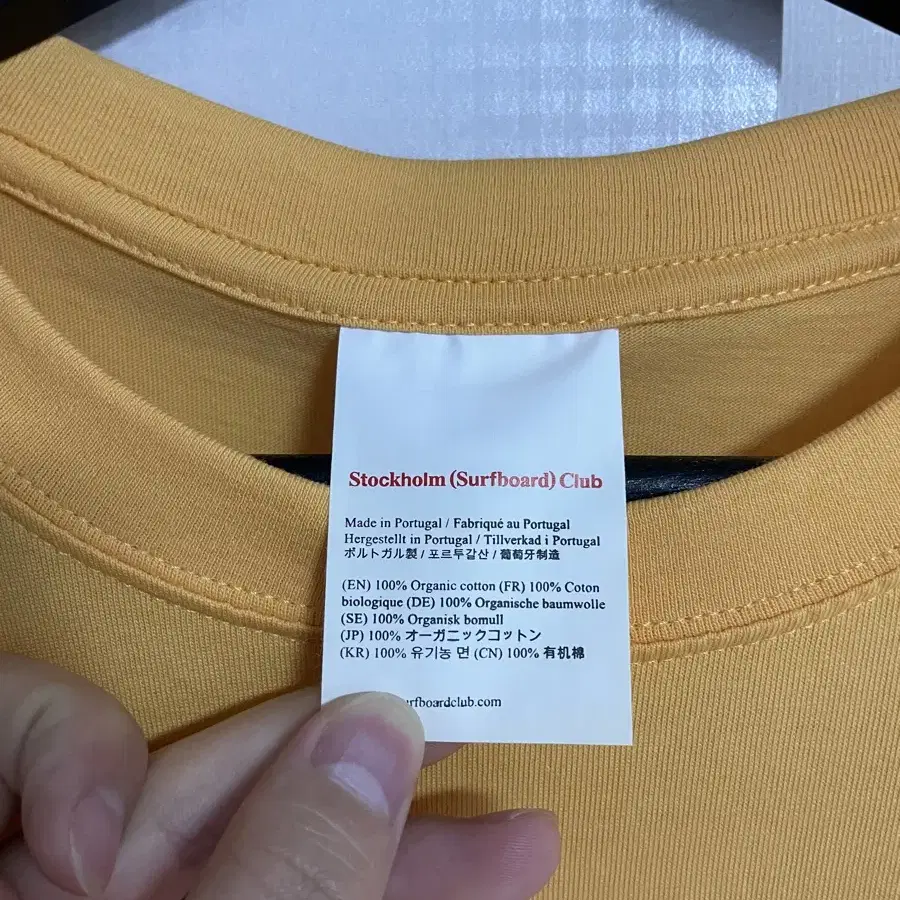 Stockholm (Surfboard) Club
Made in Portugal / Fabriqué au Portugal
Hergestellt in Portugal / Tillverkad i Portugal
ポルトガル製 / 포르투갈산 / 葡萄牙制造
(EN) 100% Organic cotton (FR) 100% Coton
biologique (DE) 100% Organische baumwolle
(SE) 100% Organisk bomull
(JP) 100% オーガニックコットン
(KR) 100% 유기농 면 (CN) 100% 有机棉
rfboardclub.com